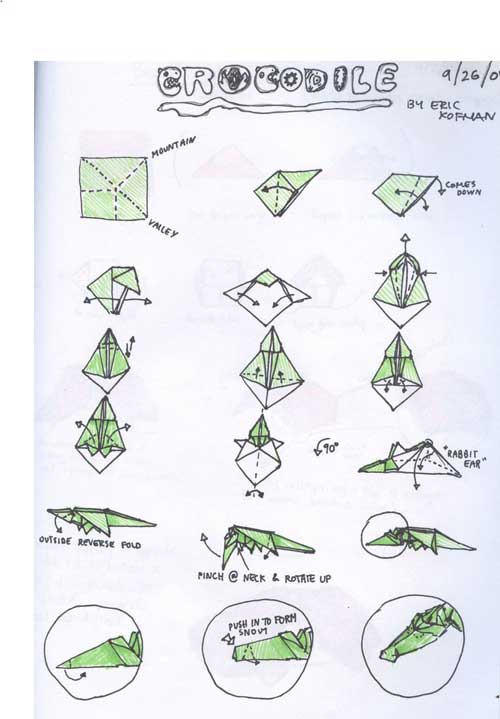 CROCODILE
9/26/0
BY ERIC
KOFMAN
MOUNTAIN
VALLEY
COMES
DOWN
90°
"RABBIT
EAR"
OUTSIDE REVERSE FOLD
PINCH @ NECK & ROTATE UP
PUSH IN TO FORM
SNOUT